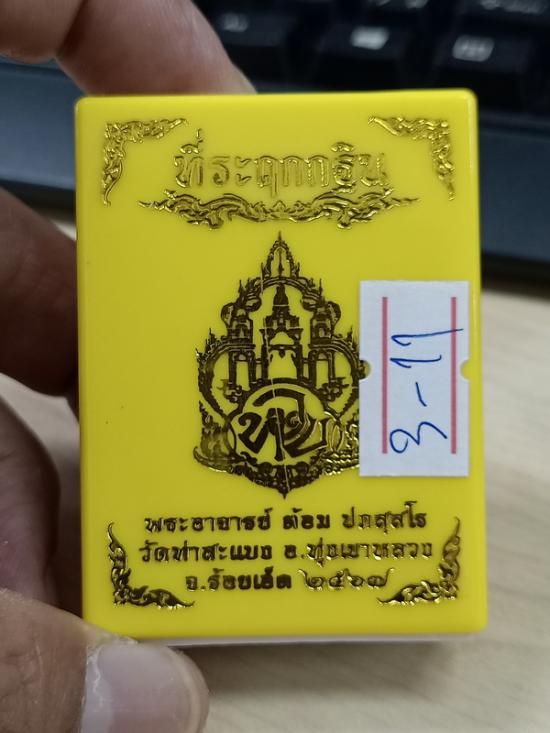 ที่ระฤกกฐิน
3-11
พระอาจารย์ ต้อม ปภสฺสโร
วัดท่าสะแบง อ.ทุ่งเขาหลวง
จ.ร้อยเอ็ด ๒๕๖๗